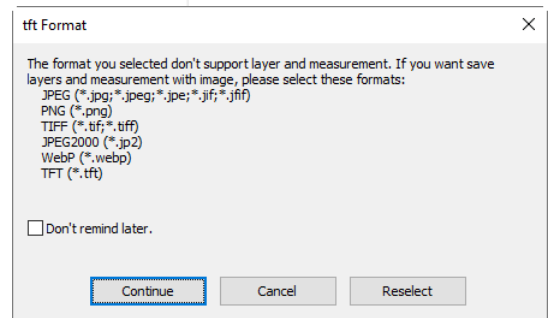 tft Format
The format you selected don't support layer and measurement. If you want save
layers and measurement with image, please select these formats:
JPEG (*.jpg;*.jpeg;*.jpe;*.jif;*.jfif)
PNG (*.png)
TIFF (*.tif;*.tiff)
JPEG2000 (*.jp2)
WebP (*.webp)
TFT (*.tft)
Don't remind later.
Continue Cancel Reselect